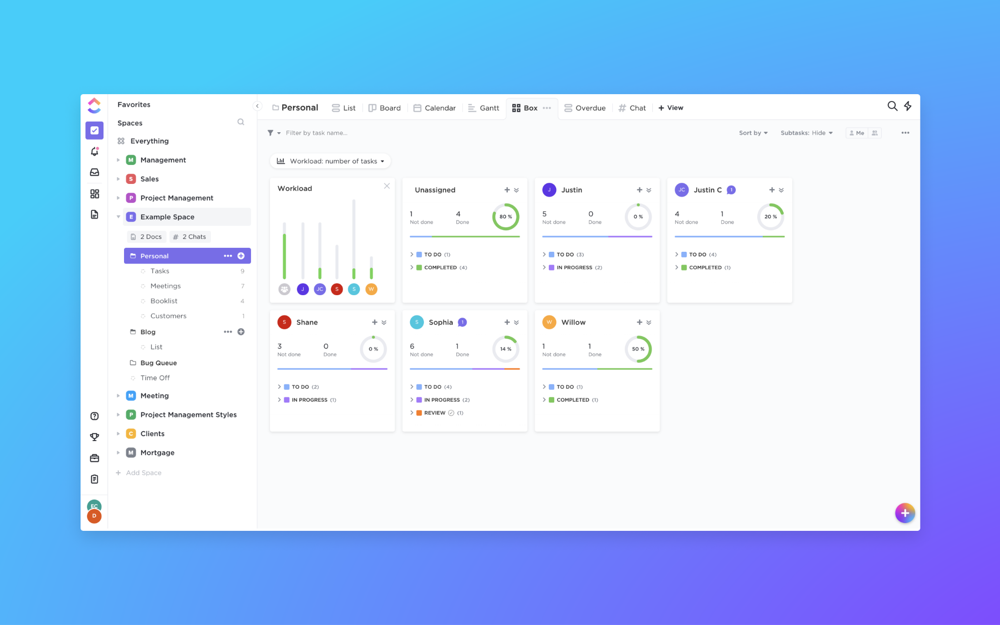 Favorites
Spaces
Everything
M Management
S Sales
P Project Management
E Example Space
2 Docs # 2 Chats
Personal
Tasks 9
Meetings 7
Booklist 4
Customers 1
Blog
List
Bug Queue
Time Off
M Meeting
P Project Management Styles
C Clients
M Mortgage
+ Add Space
EC
D
Personal List Board Calendar Gantt Box Overdue # Chat + View
Filter by task name...
Sort by Subtasks: Hide Me
Workload: number of tasks
Workload
J JC S S W
Unassigned
1 4 80 %
Not done Done
TO DO (1)
COMPLETED (4)
J Justin
5 0 0 %
Not done Done
TO DO (3)
IN PROGRESS (2)
JC Justin C 1
4 1 20 %
Not done Done
TO DO (4)
COMPLETED (1)
S Shane
3 0 0 %
Not done Done
TO DO (2)
IN PROGRESS (1)
S Sophia 1
6 1 14 %
Not done Done
TO DO (4)
IN PROGRESS (2)
REVIEW (1)
W Willow
1 1 50 %
Not done Done
TO DO (1)
COMPLETED (1)